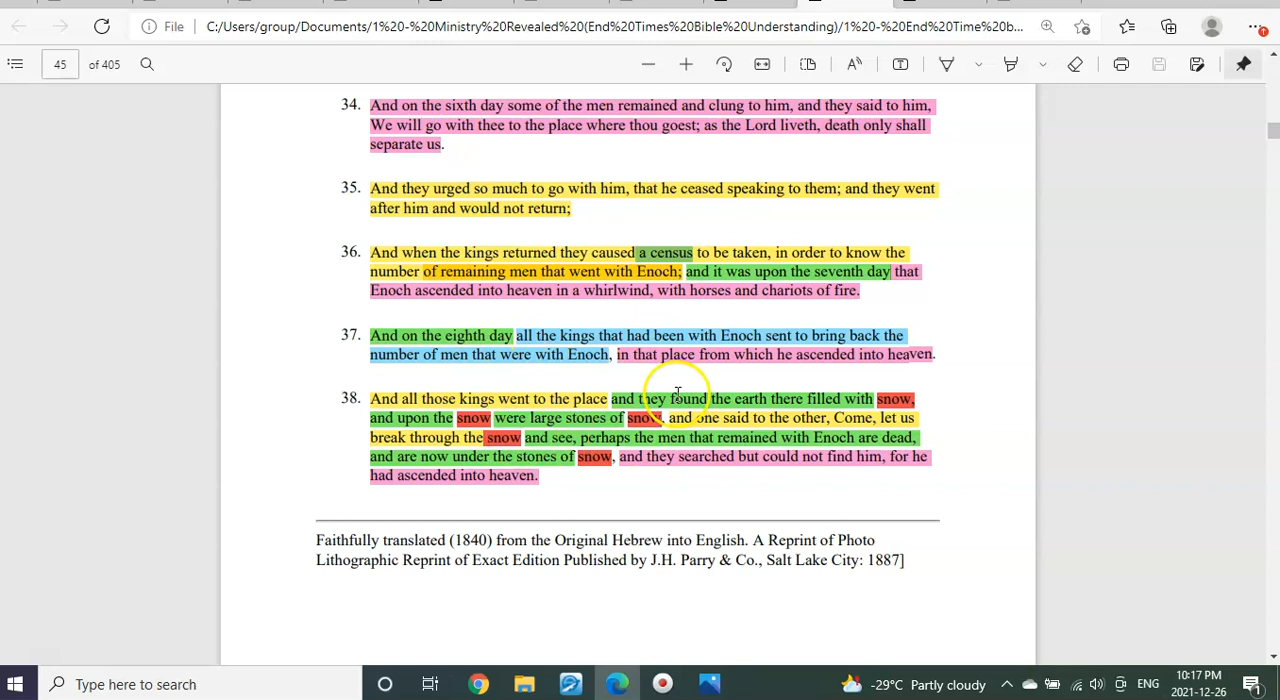 File
C:/Users/group/Documents/1%20-%20Ministry%20Revealed%20(End%20Times%20Bible%20Understanding)/1%20-%20End%20Time%20b...
45 of 405
34. And on the sixth day some of the men remained and clung to him, and they said to him,
We will go with thee to the place where thou goest; as the Lord liveth, death only shall
separate us.
35. And they urged so much to go with him, that he ceased speaking to them; and they went
after him and would not return;
36. And when the kings returned they caused a census to be taken, in order to know the
number of remaining men that went with Enoch; and it was upon the seventh day that
Enoch ascended into heaven in a whirlwind, with horses and chariots of fire.
37. And on the eighth day all the kings that had been with Enoch sent to bring back the
number of men that were with Enoch, in that place from which he ascended into heaven.
38. And all those kings went to the place and they found the earth there filled with snow,
and upon the snow were large stones of snow, and one said to the other, Come, let us
break through the snow and see, perhaps the men that remained with Enoch are dead,
and are now under the stones of snow, and they searched but could not find him, for he
had ascended into heaven.
Faithfully translated (1840) from the Original Hebrew into English. A Reprint of Photo
Lithographic Reprint of Exact Edition Published by J.H. Parry & Co., Salt Lake City: 1887]
Type here to search
-29°C Partly cloudy
ENG
10:17 PM
2021-12-26
1